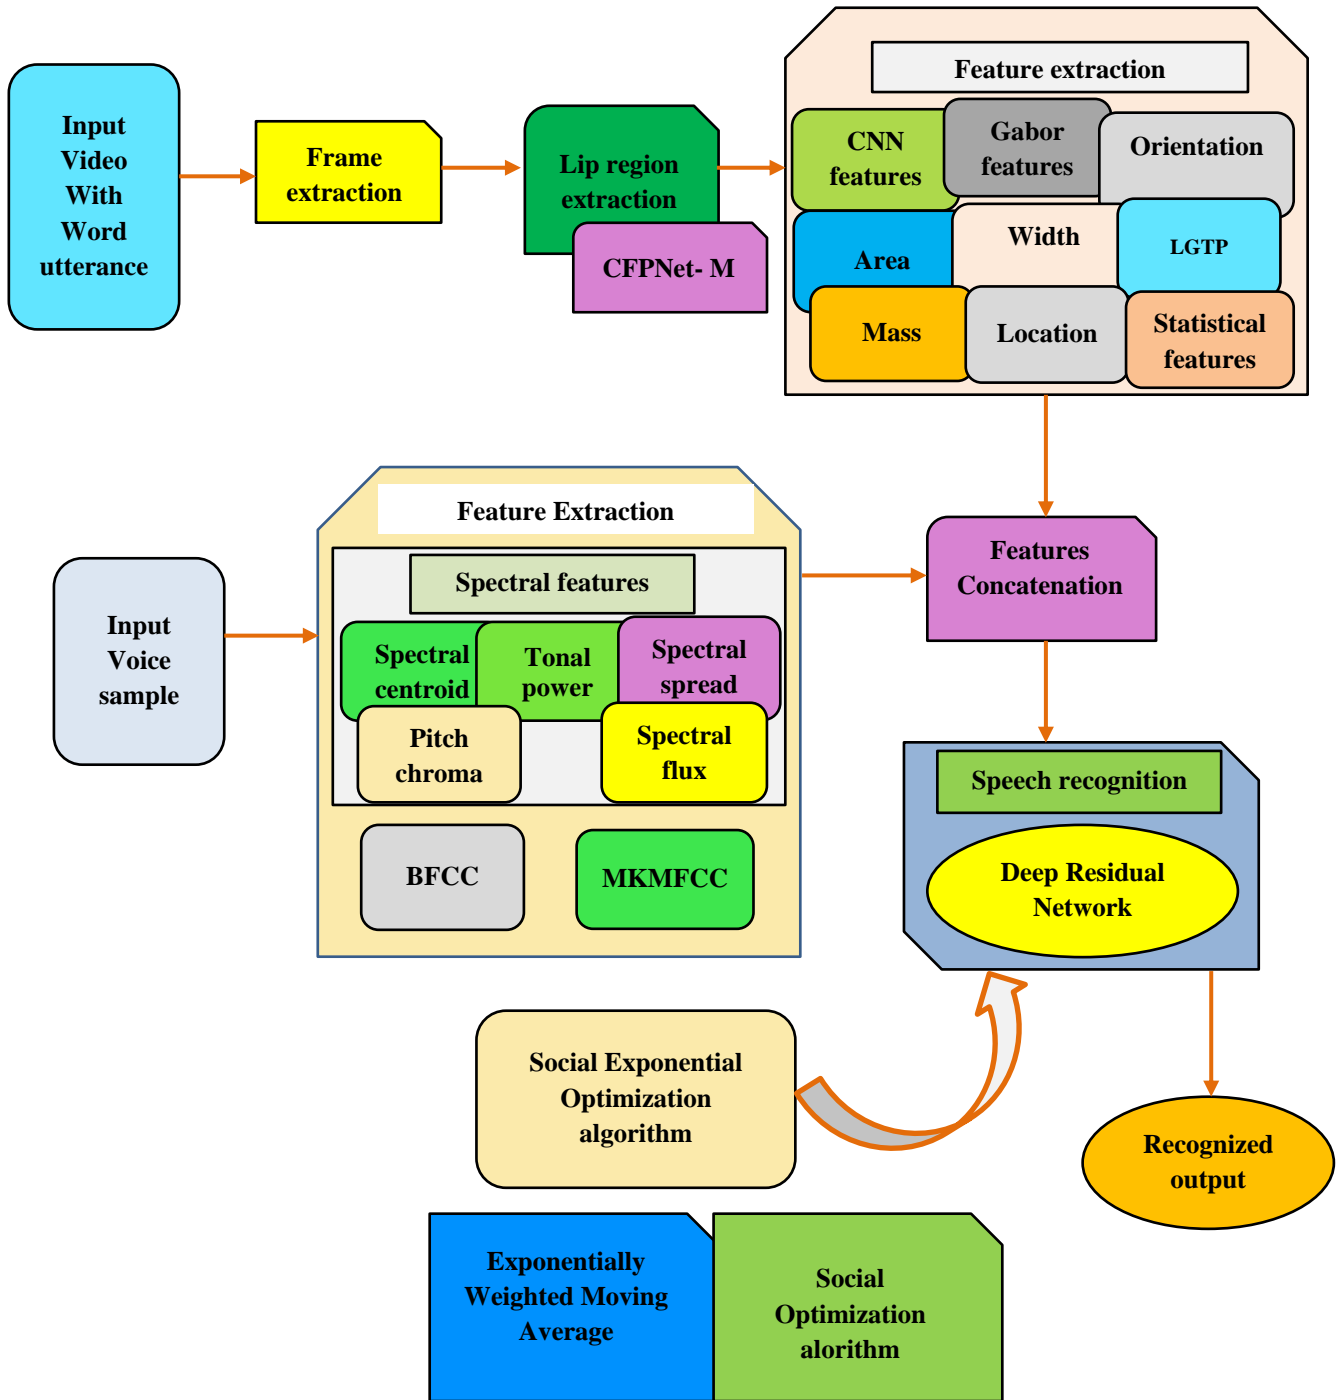 Input
Video
With
Word
utterance
Frame
extraction
Lip region
extraction
CFPNet- M
Feature extraction
CNN
features
Gabor
features
Orientation
Area
Width
LGTP
Mass
Location
Statistical
features
Input
Voice
sample
Feature Extraction
Spectral features
Spectral
centroid
Tonal
power
Spectral
spread
Pitch
chroma
Spectral
flux
BFCC
MKMFCC
Features
Concatenation
Speech recognition
Deep Residual
Network
Social Exponential
Optimization
algorithm
Recognized
output
Exponentially
Weighted Moving
Average
Social
Optimization
alorithm